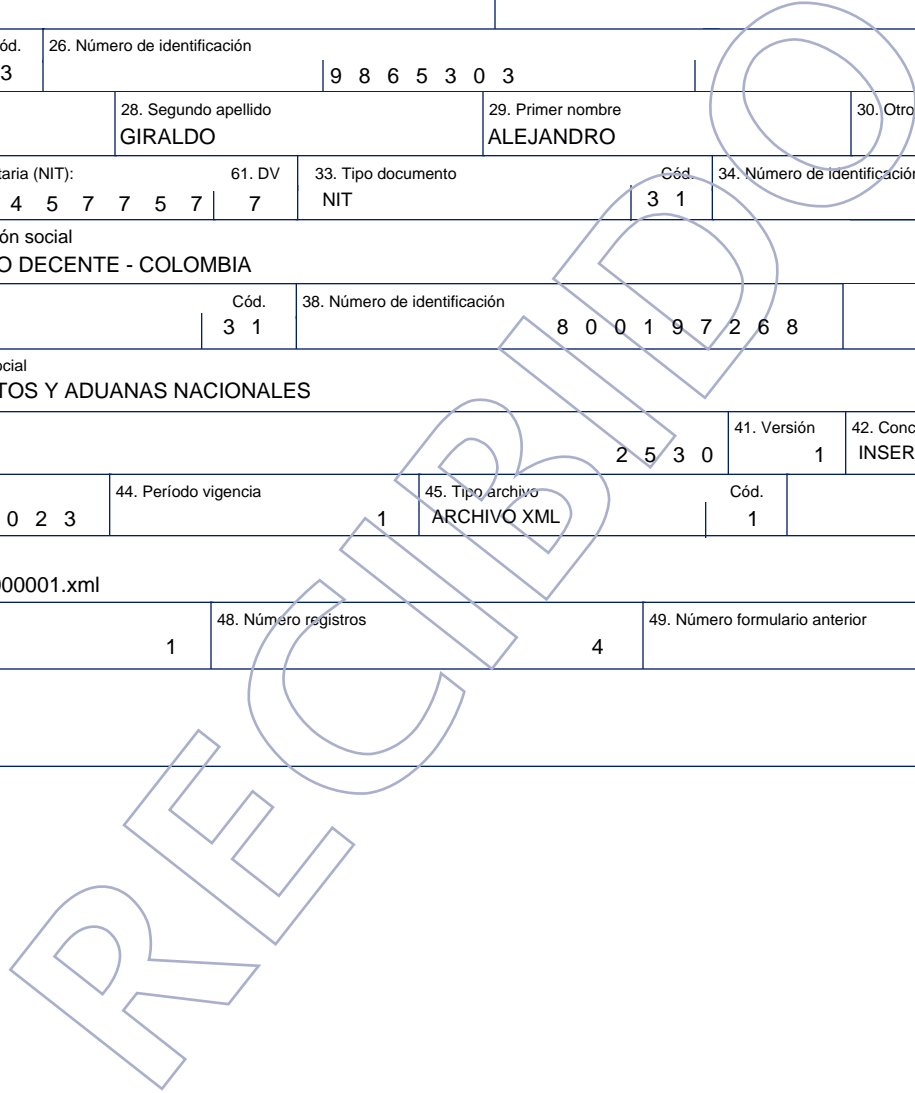 ód. 26. Número de identificación
3 9 8 6 5 3 0 3
28. Segundo apellido 29. Primer nombre 30. Otro
GIRALDO ALEJANDRO
taria (NIT): 61. DV 33. Tipo documento Cód. 34. Número de identificación
4 5 7 7 5 7 7 NIT 3 1
ón social
O DECENTE - COLOMBIA
Cód. 38. Número de identificación
3 1 8 0 0 1 9 7 2 6 8
ocial
TOS Y ADUANAS NACIONALES
41. Versión 42. Conc
2 5 3 0 1 INSER
44. Período vigencia 45. Tipo archivo Cód.
0 2 3 1 ARCHIVO XML 1
000001.xml
48. Número registros 49. Número formulario anterior
1 4
RECIBIDO